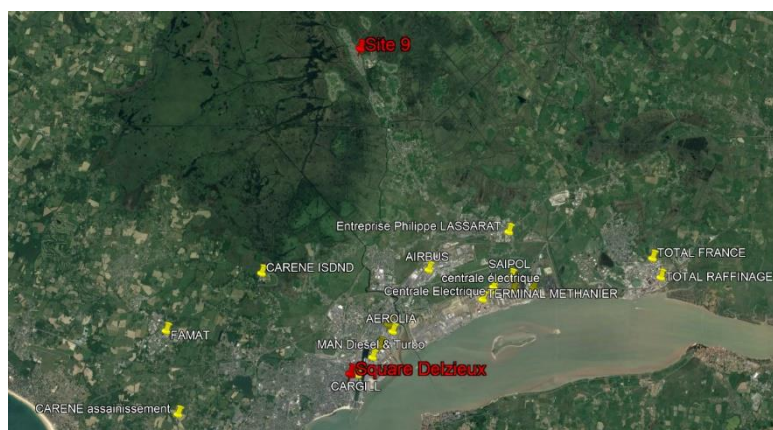 Site 9
Entreprise Philippe LASSARAT
TOTAL FRANCE
AIRBUS
SAIPOL
CARENE ISDND
centrale électrique
TOTAL RAFFINAGE
Centrale Electrique
TERMINAL METHANIER
AEROLIA
FAMAT
MAN Diesel & Turbo
Square Delzieux
CARGILL
CARENE assainissement